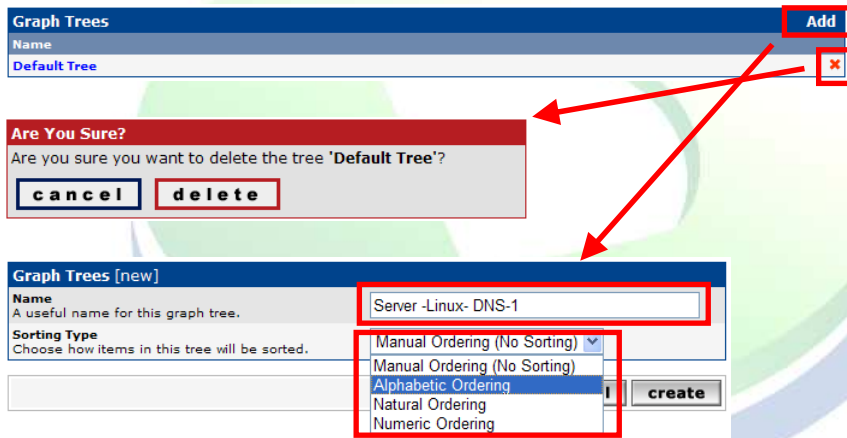 Graph Trees Add
Name
Default Tree
Are You Sure?
Are you sure you want to delete the tree 'Default Tree'?
cancel delete
Graph Trees [new]
Name
A useful name for this graph tree.
Server -Linux- DNS-1
Sorting Type
Choose how items in this tree will be sorted.
Manual Ordering (No Sorting)
Manual Ordering (No Sorting)
Alphabetic Ordering
Natural Ordering
Numeric Ordering
create